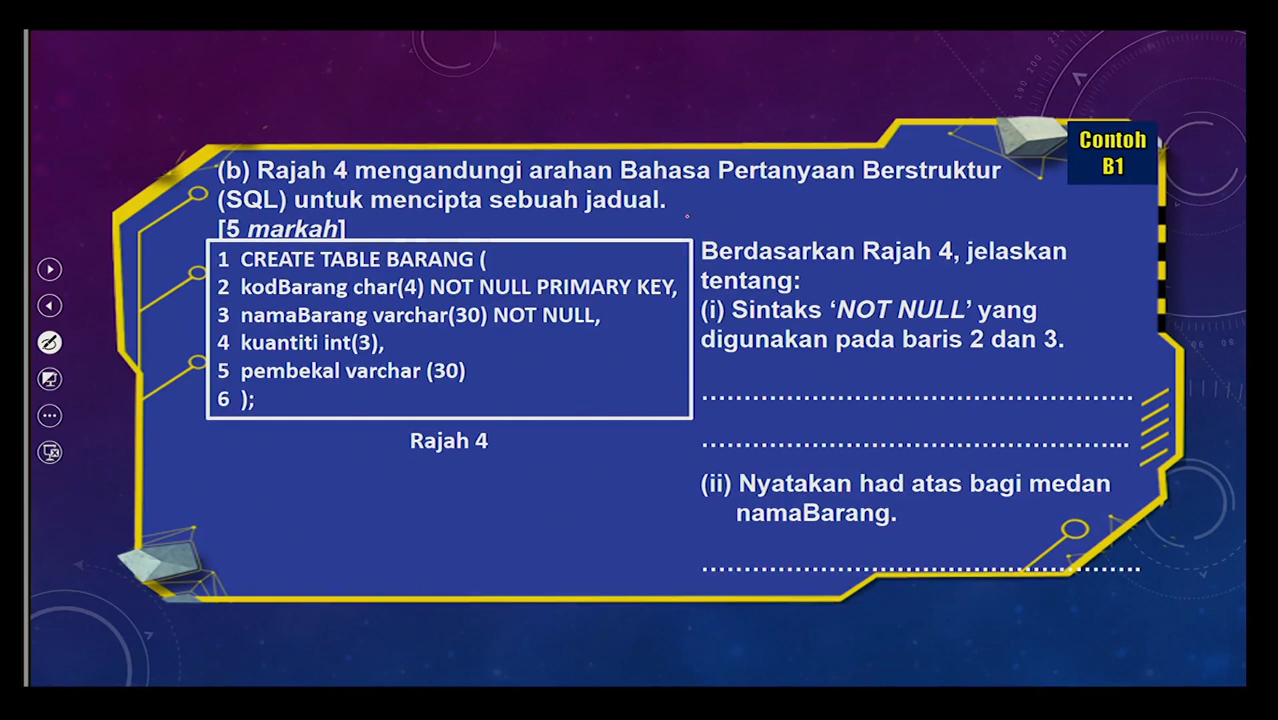 Contoh
B1
(b) Rajah 4 mengandungi arahan Bahasa Pertanyaan Berstruktur
(SQL) untuk mencipta sebuah jadual.
[5 markah]
1 CREATE TABLE BARANG (
2 kodBarang char(4) NOT NULL PRIMARY KEY,
3 namaBarang varchar(30) NOT NULL,
4 kuantiti int(3),
5 pembekal varchar (30)
6 );
Rajah 4
Berdasarkan Rajah 4, jelaskan
tentang:
(i) Sintaks ‘NOT NULL’ yang
digunakan pada baris 2 dan 3.
……………………………………………
…………………………………………...
(ii) Nyatakan had atas bagi medan
namaBarang.
……………………………………………